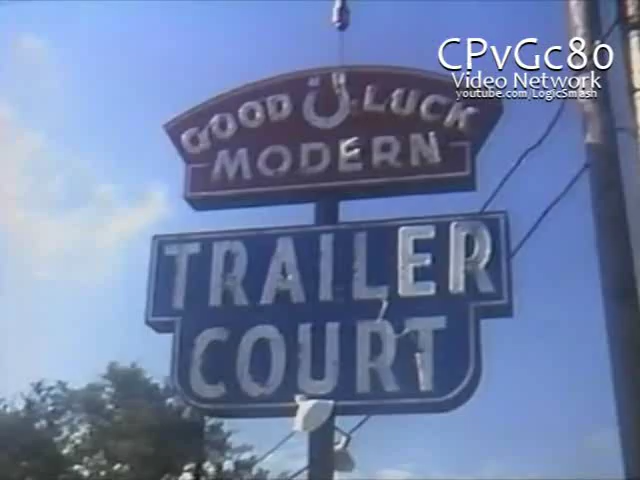 CPvGc80
Video Network
youtube.com/LogicSmash
GOOD LUCK
MODERN
TRAILER
COURT